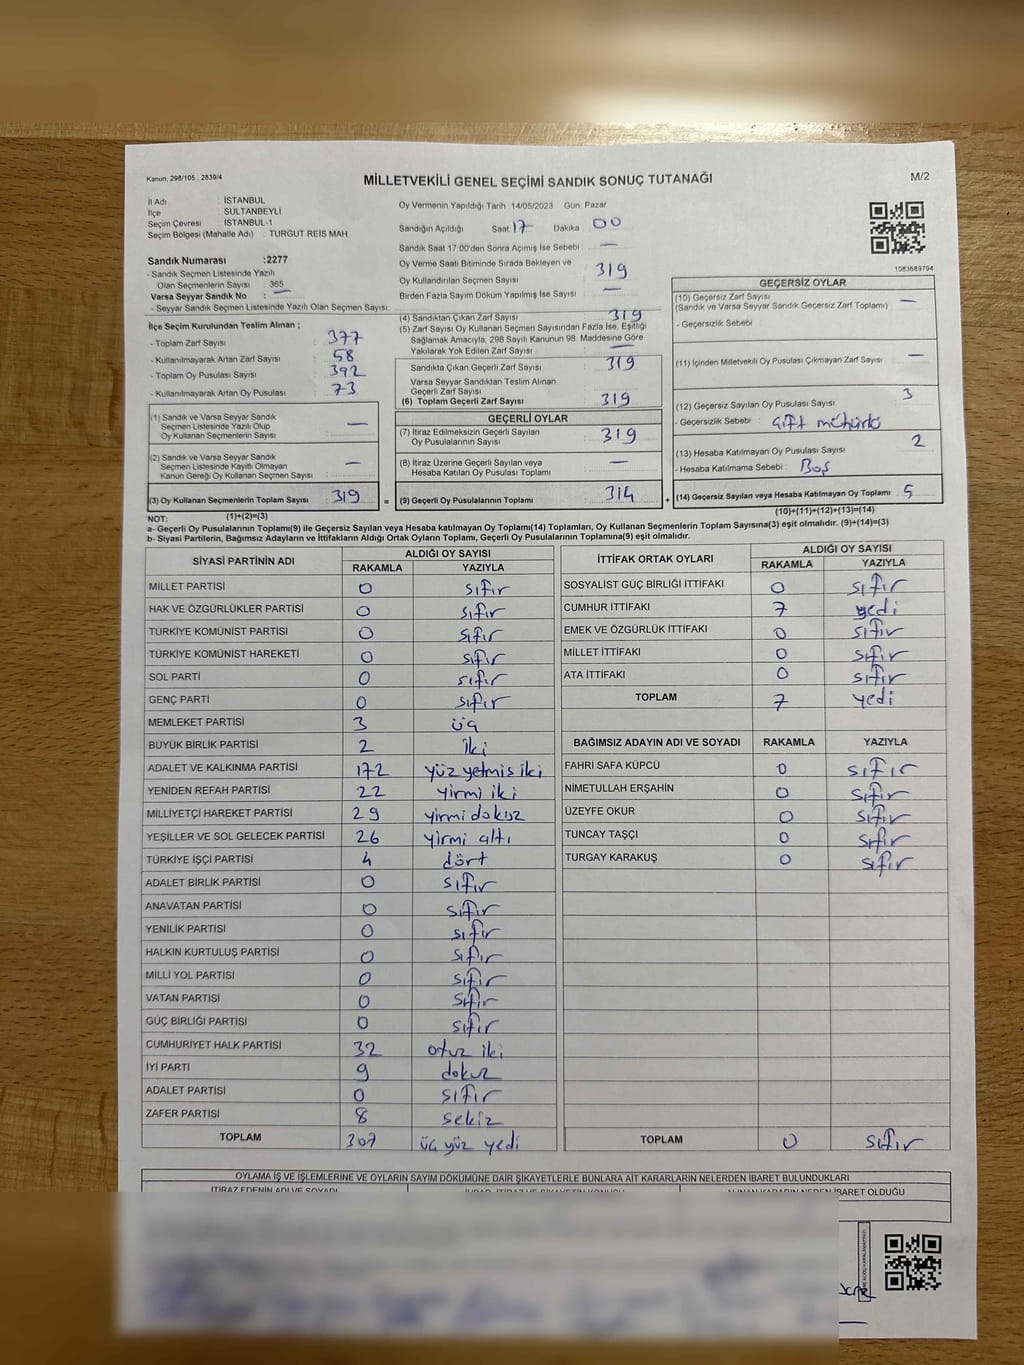 Kanun; 298/105 , 2839/4
MİLLETVEKİLİ GENEL SEÇİMİ SANDIK SONUÇ TUTANAĞI
M/2
İl Adı : İSTANBUL
İlçe SULTANBEYLİ
Seçim Çevresi : İSTANBUL-1
Seçim Bölgesi (Mahalle Adı) : TURGUT REİS MAH.
Sandık Numarası :2277
- Sandık Seçmen Listesinde Yazılı
Olan Seçmenlerin Sayısı : 365
Varsa Seyyar Sandık No : —
- Seyyar Sandık Seçmen Listesinde Yazılı Olan Seçmen Sayısı:
İlçe Seçim Kurulundan Teslim Alınan ;
- Toplam Zarf Sayısı : 377
- Kullanılmayarak Artan Zarf Sayısı : 58
- Toplam Oy Pusulası Sayısı : 392
- Kullanılmayarak Artan Oy Pusulası : 73
(1) Sandık ve Varsa Seyyar Sandık
Seçmen Listesinde Yazılı Olup
Oy Kullanan Seçmenlerin Sayısı : —
(2) Sandık ve Varsa Seyyar Sandık
Seçmen Listesinde Kayıtlı Olmayan
Kanun Gereği Oy Kullanan Seçmen Sayısı : —
(3) Oy Kullanan Seçmenlerin Toplam Sayısı : 319
(1)+(2)=(3)
Oy Vermenin Yapıldığı Tarih :14/05/2023 Gün: Pazar
Sandığın Açıldığı Saat:17 Dakika : 00
Sandık Saat 17:00'den Sonra Açımış İse Sebebi : —
Oy Verme Saati Bitiminde Sırada Bekleyen ve
Oy Kullandırılan Seçmen Sayısı : 319
Birden Fazla Sayım Döküm Yapılmış İse Sayısı : —
(4) Sandıktan Çıkan Zarf Sayısı : 319
(5) Zarf Sayısı Oy Kullanan Seçmen Sayısından Fazla İse, Eşitliği
Sağlamak Amacıyla; 298 Sayılı Kanunun 98. Maddesine Göre
Yakılarak Yok Edilen Zarf Sayısı : —
Sandıkta Çıkan Geçerli Zarf Sayısı : 319
Varsa Seyyar Sandıktan Teslim Alınan
Geçerli Zarf Sayısı
(6) Toplam Geçerli Zarf Sayısı : 319
GEÇERLİ OYLAR
(7) İtiraz Edilmeksizin Geçerli Sayılan
Oy Pusulalarının Sayısı : 319
(8) İtiraz Üzerine Geçerli Sayılan veya
Hesaba Katılan Oy Pusulası Toplamı : —
= (9) Geçerli Oy Pusulalarının Toplamı : 314
1083689794
GEÇERSİZ OYLAR
(10) Geçersiz Zarf Sayısı : —
(Sandık ve Varsa Seyyar Sandık Geçersiz Zarf Toplamı)
- Geçersizlik Sebebi :
(11) İçinden Milletvekili Oy Pusulası Çıkmayan Zarf Sayısı : —
(12) Geçersiz Sayılan Oy Pusulası Sayısı : 3
- Geçersizlik Sebebi : çift mühürlü
(13) Hesaba Katılmayan Oy Pusulası Sayısı : 2
- Hesaba Katılmama Sebebi : Boş
+ (14) Geçersiz Sayılan veya Hesaba Katılmayan Oy Toplamı : 5
(10)+(11)+(12)+(13)=(14)
NOT:
a- Geçerli Oy Pusulalarının Toplamı(9) ile Geçersiz Sayılan veya Hesaba katılmayan Oy Toplamı(14) Toplamları, Oy Kullanan Seçmenlerin Toplam Sayısına(3) eşit olmalıdır. (9)+(14)=(3)
b- Siyasi Partilerin, Bağımsız Adayların ve İttifakların Aldığı Ortak Oyların Toplamı, Geçerli Oy Pusulalarının Toplamına(9) eşit olmalıdır.
SİYASİ PARTİNİN ADI ALDIĞI OY SAYISI
RAKAMLA YAZIYLA
MİLLET PARTİSİ 0 sıfır
HAK VE ÖZGÜRLÜKLER PARTİSİ 0 sıfır
TÜRKİYE KOMÜNİST PARTİSİ 0 sıfır
TÜRKİYE KOMÜNİST HAREKETİ 0 sıfır
SOL PARTİ 0 sıfır
GENÇ PARTİ 0 sıfır
MEMLEKET PARTİSİ 3 üç
BÜYÜK BİRLİK PARTİSİ 2 İki
ADALET VE KALKINMA PARTİSİ 172 yüz yetmis iki
YENİDEN REFAH PARTİSİ 22 yirmi iki
MİLLİYETÇİ HAREKET PARTİSİ 29 yirmi dokuz
YEŞİLLER VE SOL GELECEK PARTİSİ 26 yirmi altı
TÜRKİYE İŞÇİ PARTİSİ 4 dört
ADALET BİRLİK PARTİSİ 0 sıfır
ANAVATAN PARTİSİ 0 sıfır
YENİLİK PARTİSİ 0 sıfır
HALKIN KURTULUŞ PARTİSİ 0 sıfır
MİLLİ YOL PARTİSİ 0 sıfır
VATAN PARTİSİ 0 sıfır
GÜÇ BİRLİĞİ PARTİSİ 0 sıfır
CUMHURİYET HALK PARTİSİ 32 otuz iki
İYİ PARTİ 9 dokuz
ADALET PARTİSİ 0 sıfır
ZAFER PARTİSİ 8 sekiz
TOPLAM 307 üç yüz yedi
İTTİFAK ORTAK OYLARI ALDIĞI OY SAYISI
RAKAMLA YAZIYLA
SOSYALİST GÜÇ BİRLİĞİ İTTİFAKI 0 sıfır
CUMHUR İTTİFAKI 7 yedi
EMEK VE ÖZGÜRLÜK İTTİFAKI 0 sıfır
MİLLET İTTİFAKI 0 sıfır
ATA İTTİFAKI 0 sıfır
TOPLAM 7 yedi
BAĞIMSIZ ADAYIN ADI VE SOYADI RAKAMLA YAZIYLA
FAHRİ SAFA KÜPCÜ 0 sıfır
NİMETULLAH ERŞAHİN 0 sıfır
ÜZEYFE OKUR 0 sıfır
TUNCAY TAŞÇI 0 sıfır
TURGAY KARAKUŞ 0 sıfır
TOPLAM 0 sıfır
OYLAMA İŞ VE İŞLEMLERİNE VE OYLARIN SAYIM DÖKÜMÜNE DAİR ŞİKAYETLERLE BUNLARA AİT KARARLARIN NELERDEN İBARET BULUNDUKLARI
İTİRAZ EDENİN ADI VE SOYADI
ALINAN KARARIN NEDEN İBARET OLDUĞU